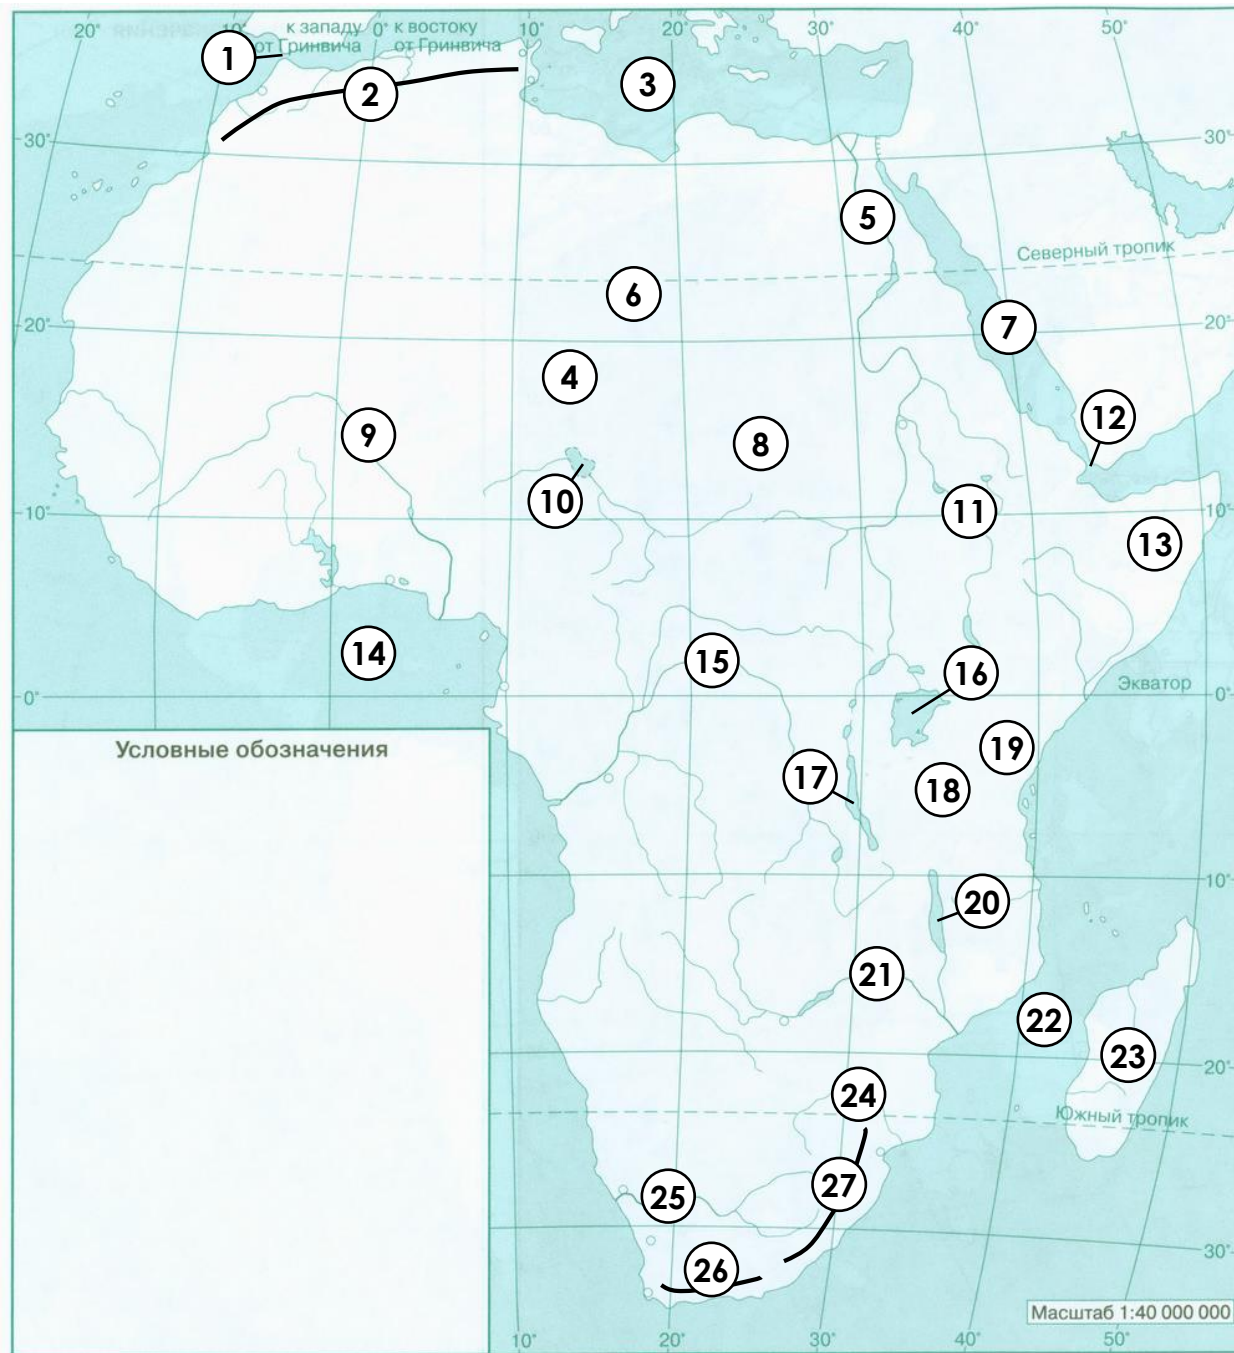 20° 10° к западу 0° к востоку 10° 20° 30° 40° 50°
от Гринвича от Гринвича
1
2
3
30° 30°
5
Северный тропик
6
20° 7 20°
4
12
9 8
10
10° 11 10°
13
14 15 16
0° Экватор 0°
Условные обозначения
19
17 18
10°
20
21
22
23
20°
24
Южный тропик
27
25
30°
26
Масштаб 1:40 000 000
10° 20° 30° 40° 50°